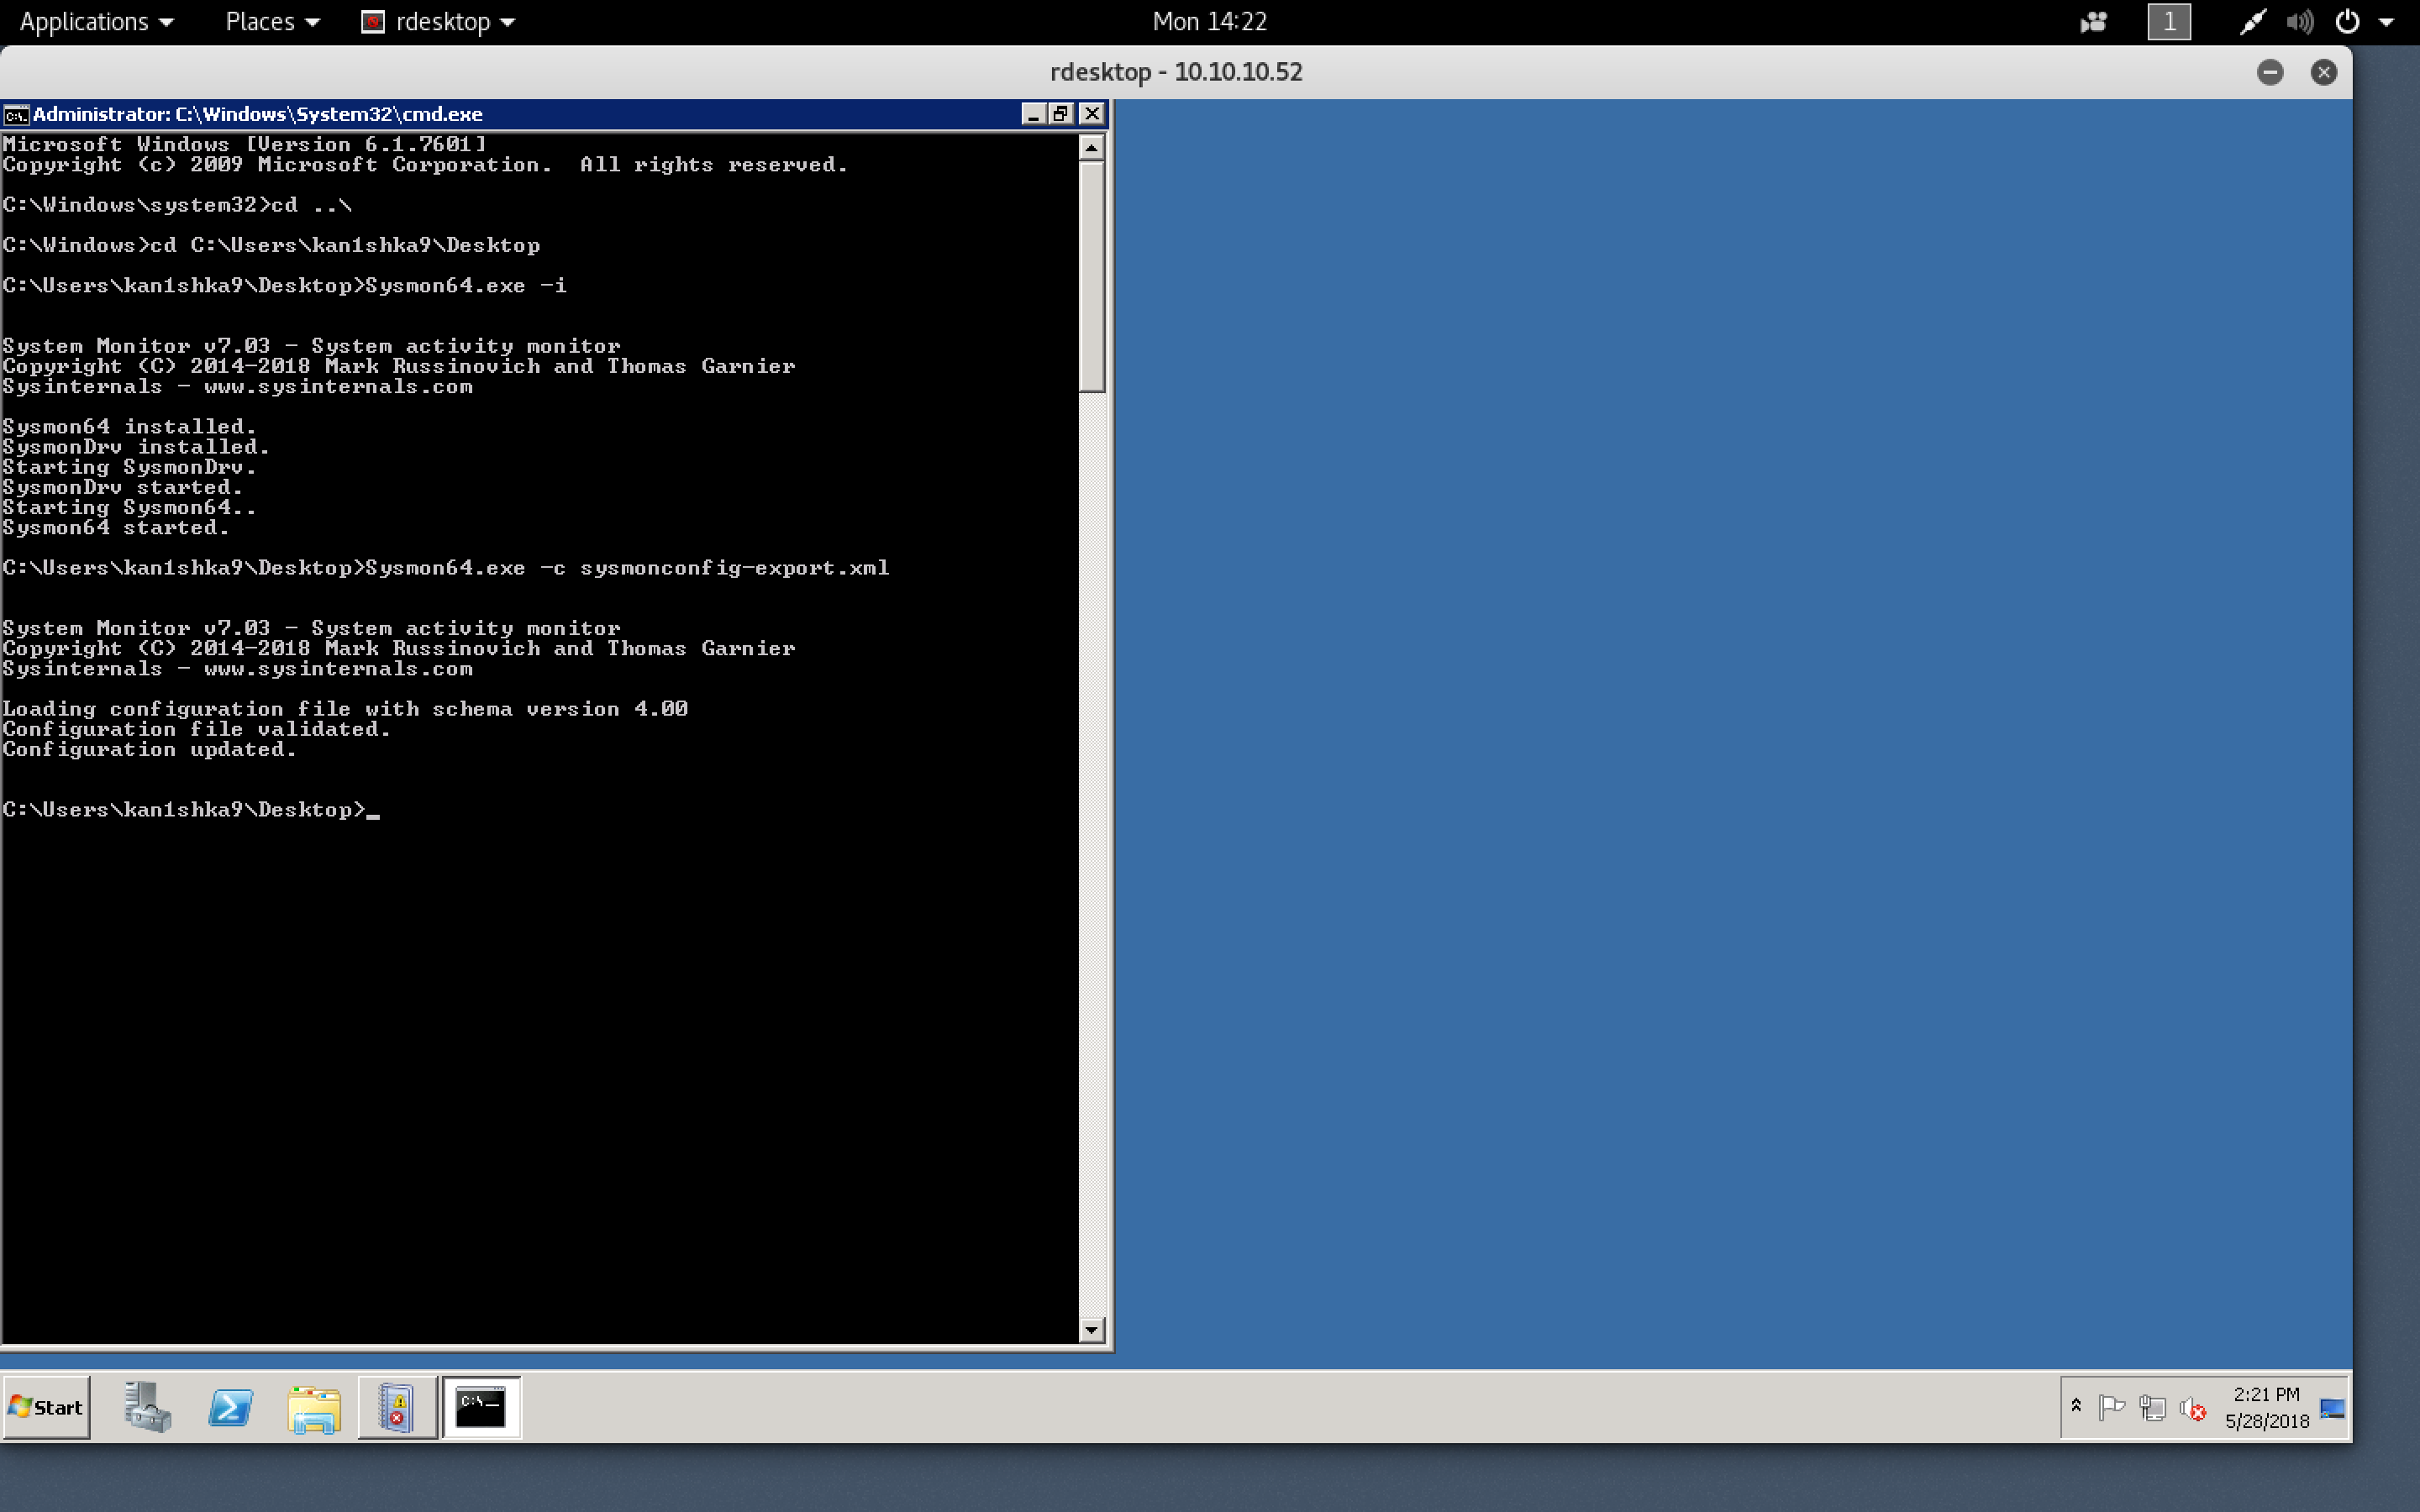 Applications Places rdesktop Mon 14:22 1
rdesktop - 10.10.10.52
Administrator: C:\Windows\System32\cmd.exe
Microsoft Windows [Version 6.1.7601]
Copyright (c) 2009 Microsoft Corporation.  All rights reserved.
C:\Windows\system32>cd ..\
C:\Windows>cd C:\Users\kan1shka9\Desktop
C:\Users\kan1shka9\Desktop>Sysmon64.exe -i
System Monitor v7.03 - System activity monitor
Copyright (C) 2014-2018 Mark Russinovich and Thomas Garnier
Sysinternals - www.sysinternals.com
Sysmon64 installed.
SysmonDrv installed.
Starting SysmonDrv.
SysmonDrv started.
Starting Sysmon64..
Sysmon64 started.
C:\Users\kan1shka9\Desktop>Sysmon64.exe -c sysmonconfig-export.xml
System Monitor v7.03 - System activity monitor
Copyright (C) 2014-2018 Mark Russinovich and Thomas Garnier
Sysinternals - www.sysinternals.com
Loading configuration file with schema version 4.00
Configuration file validated.
Configuration updated.
C:\Users\kan1shka9\Desktop>_
Start
2:21 PM
5/28/2018